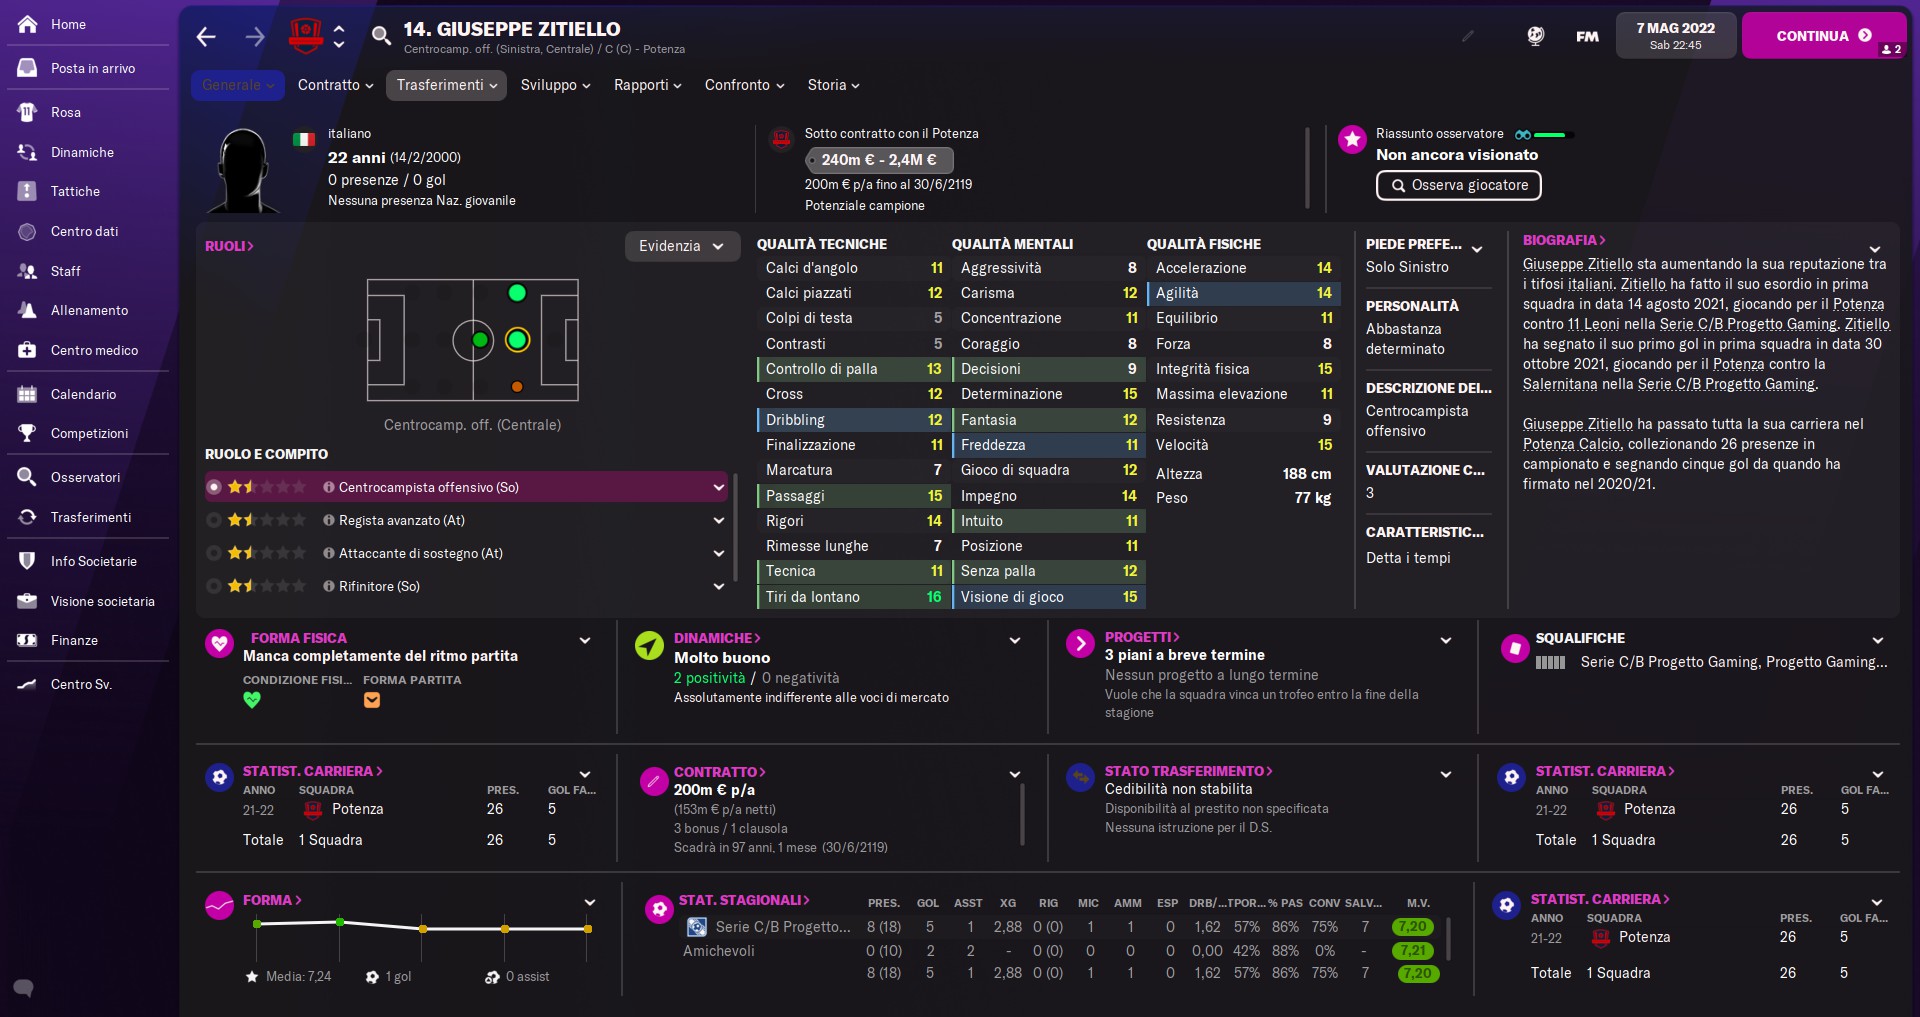 Home
Posta in arrivo
Rosa
Dinamiche
Tattiche
Centro dati
Staff
Allenamento
Centro medico
Calendario
Competizioni
Osservatori
Trasferimenti
Info Societarie
Visione societaria
Finanze
Centro Sv.
14. GIUSEPPE ZITIELLO
Centrocamp. off. (Sinistra, Centrale) / C (C) - Potenza
FM
7 MAG 2022
Sab 22:45
CONTINUA
2
Generale
Contratto
Trasferimenti
Sviluppo
Rapporti
Confronto
Storia
italiano
22 anni (14/2/2000)
0 presenze / 0 gol
Nessuna presenza Naz. giovanile
Sotto contratto con il Potenza
240m € - 2,4M €
200m € p/a fino al 30/6/2119
Potenziale campione
Riassunto osservatore
Non ancora visionato
Osserva giocatore
RUOLI
Evidenzia
Centrocamp. off. (Centrale)
RUOLO E COMPITO
Centrocampista offensivo (So)
Regista avanzato (At)
Attaccante di sostegno (At)
Rifinitore (So)
QUALITÀ TECNICHE
Calci d'angolo 11
Calci piazzati 12
Colpi di testa 5
Contrasti 5
Controllo di palla 13
Cross 12
Dribbling 12
Finalizzazione 11
Marcatura 7
Passaggi 15
Rigori 14
Rimesse lunghe 7
Tecnica 11
Tiri da lontano 16
QUALITÀ MENTALI
Aggressività 8
Carisma 12
Concentrazione 11
Coraggio 8
Decisioni 9
Determinazione 15
Fantasia 12
Freddezza 11
Gioco di squadra 12
Impegno 14
Intuito 11
Posizione 11
Senza palla 12
Visione di gioco 15
QUALITÀ FISICHE
Accelerazione 14
Agilità 14
Equilibrio 11
Forza 8
Integrità fisica 15
Massima elevazione 11
Resistenza 9
Velocità 15
Altezza 188 cm
Peso 77 kg
PIEDE PREFE...
Solo Sinistro
PERSONALITÀ
Abbastanza
determinato
DESCRIZIONE DEI...
Centrocampista
offensivo
VALUTAZIONE C...
3
CARATTERISTIC...
Detta i tempi
BIOGRAFIA
Giuseppe Zitiello sta aumentando la sua reputazione tra
i tifosi italiani. Zitiello ha fatto il suo esordio in prima
squadra in data 14 agosto 2021, giocando per il Potenza
contro 11 Leoni nella Serie C/B Progetto Gaming. Zitiello
ha segnato il suo primo gol in prima squadra in data 30
ottobre 2021, giocando per il Potenza contro la
Salernitana nella Serie C/B Progetto Gaming.
Giuseppe Zitiello ha passato tutta la sua carriera nel
Potenza Calcio, collezionando 26 presenze in
campionato e segnando cinque gol da quando ha
firmato nel 2020/21.
FORMA FISICA
Manca completamente del ritmo partita
CONDIZIONE FISI... FORMA PARTITA
DINAMICHE
Molto buono
2 positività / 0 negatività
Assolutamente indifferente alle voci di mercato
PROGETTI
3 piani a breve termine
Nessun progetto a lungo termine
Vuole che la squadra vinca un trofeo entro la fine della
stagione
SQUALIFICHE
Serie C/B Progetto Gaming, Progetto Gaming...
STATIST. CARRIERA
ANNO SQUADRA PRES. GOL FA...
21-22 Potenza 26 5
Totale 1 Squadra 26 5
CONTRATTO
200m € p/a
(153m € p/a netti)
3 bonus / 1 clausola
Scadrà in 97 anni, 1 mese (30/6/2119)
STATO TRASFERIMENTO
Cedibilità non stabilita
Disponibilità al prestito non specificata
Nessuna istruzione per il D.S.
STATIST. CARRIERA
ANNO SQUADRA PRES. GOL FA...
21-22 Potenza 26 5
Totale 1 Squadra 26 5
FORMA
Media: 7,24 1 gol 0 assist
STAT. STAGIONALI PRES. GOL ASST XG RIG MIC AMM ESP DRB/... TPOR... % PAS CONV SALV... M.V.
Serie C/B Progetto... 8 (18) 5 1 2,88 0 (0) 1 1 0 1,62 57% 86% 75% 7 7,20
Amichevoli 0 (10) 2 2 - 0 (0) 0 0 0 0,00 42% 88% 0% - 7,21
8 (18) 5 1 2,88 0 (0) 1 1 0 1,62 57% 86% 75% 7 7,20
STATIST. CARRIERA
ANNO SQUADRA PRES. GOL FA...
21-22 Potenza 26 5
Totale 1 Squadra 26 5